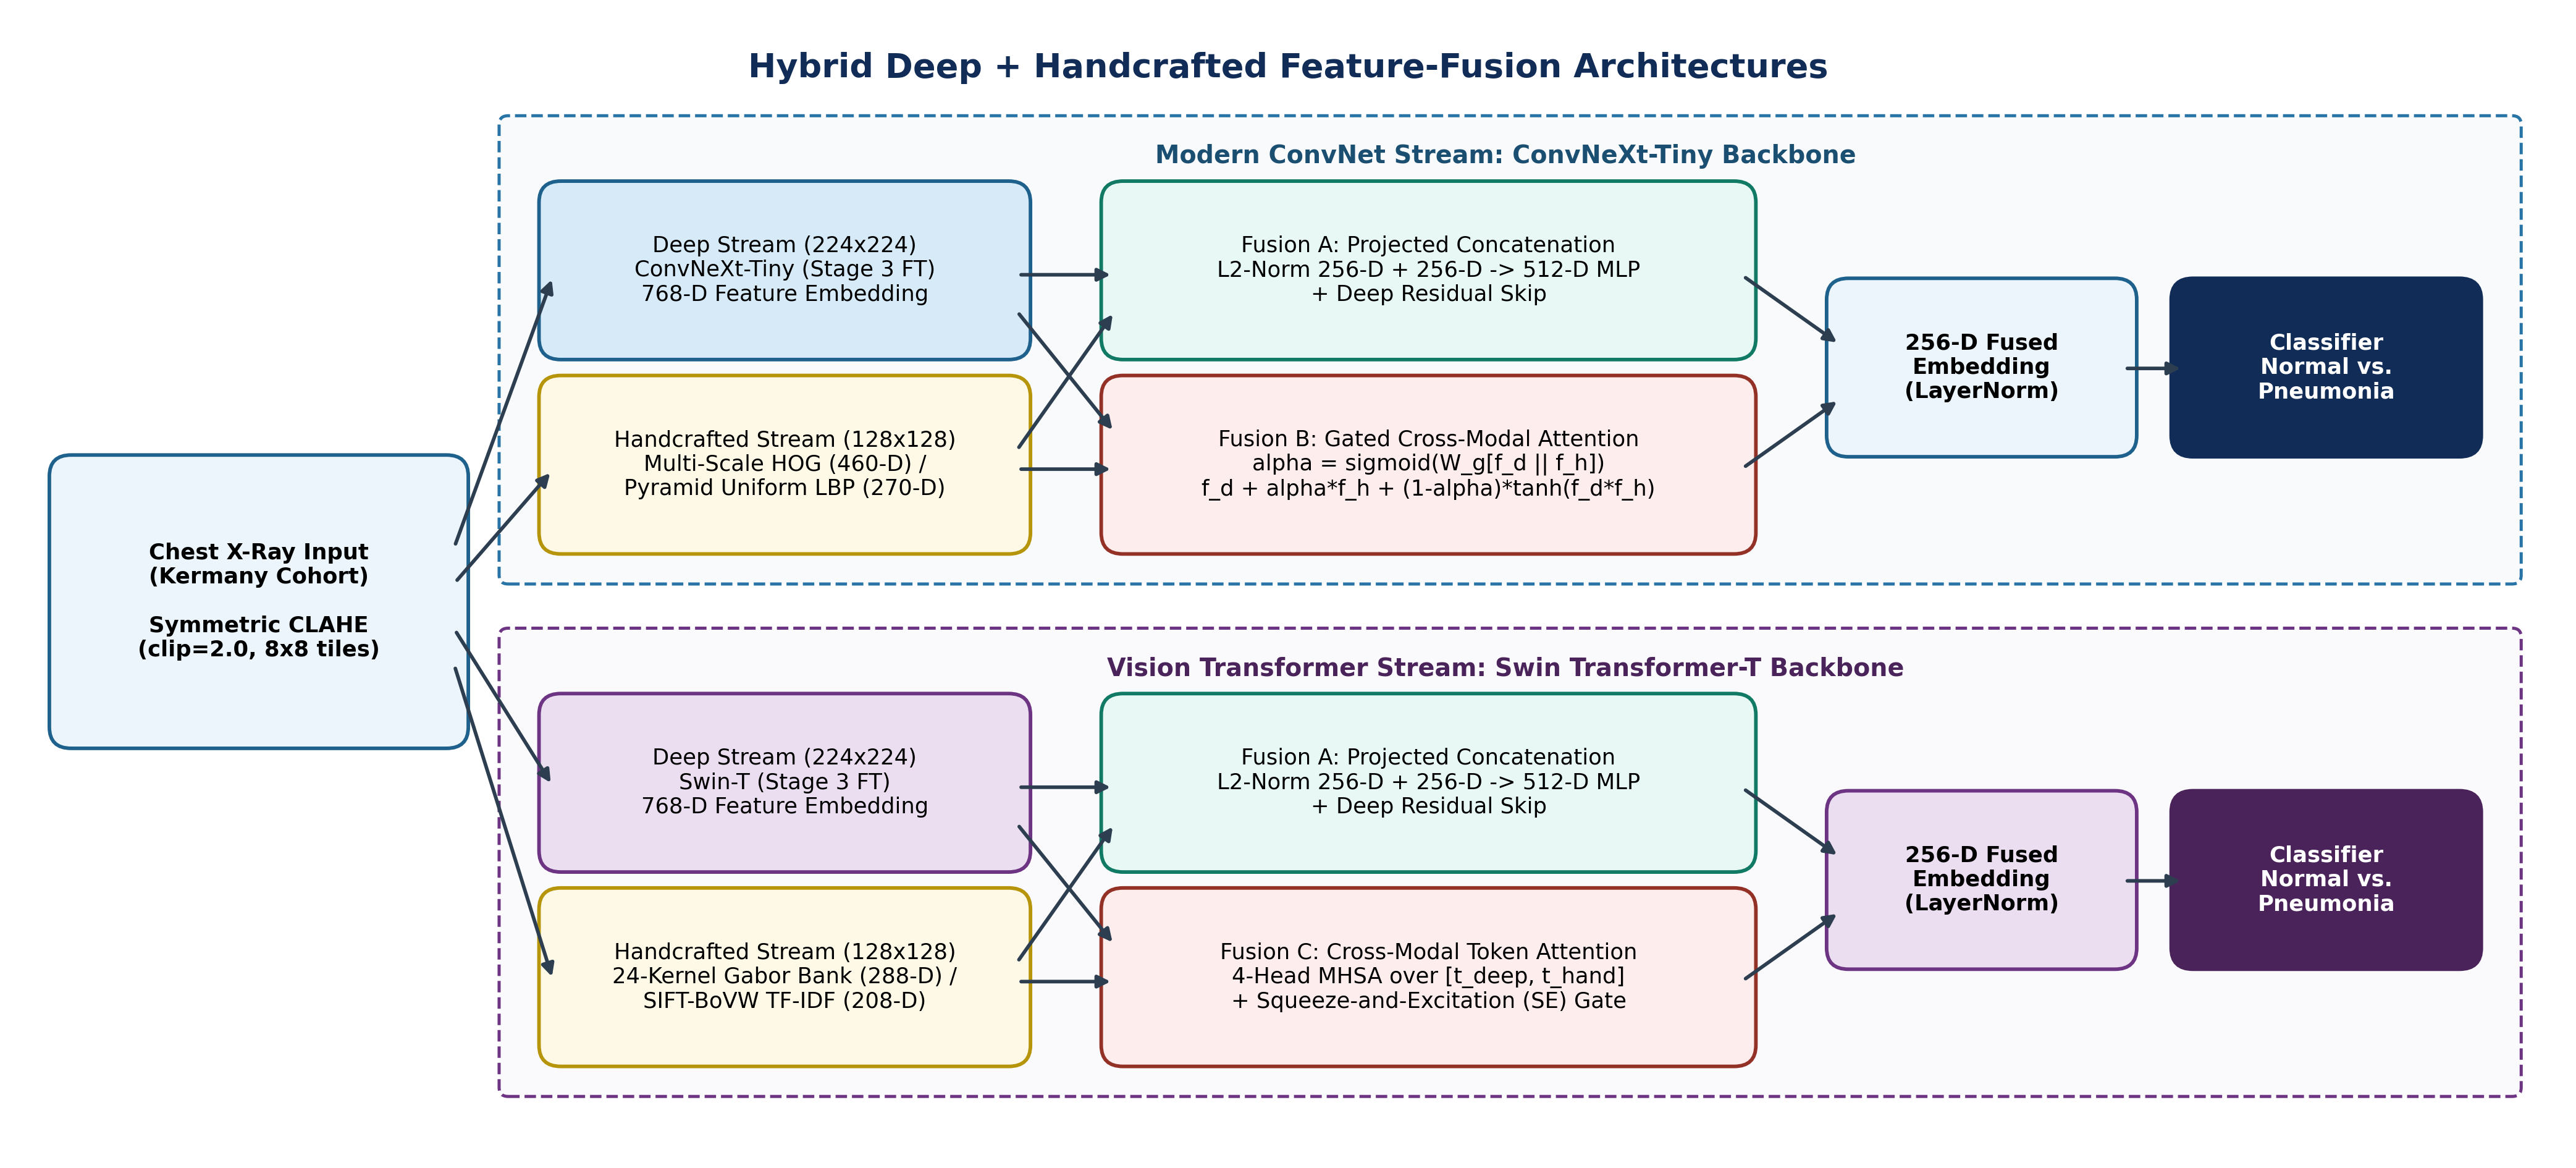 Hybrid Deep + Handcrafted Feature-Fusion Architectures
Chest X-Ray Input
(Kermany Cohort)
Symmetric CLAHE
(clip=2.0, 8x8 tiles)
Modern ConvNet Stream: ConvNeXt-Tiny Backbone
Deep Stream (224x224)
ConvNeXt-Tiny (Stage 3 FT)
768-D Feature Embedding
Handcrafted Stream (128x128)
Multi-Scale HOG (460-D) /
Pyramid Uniform LBP (270-D)
Fusion A: Projected Concatenation
L2-Norm 256-D + 256-D -> 512-D MLP
+ Deep Residual Skip
Fusion B: Gated Cross-Modal Attention
alpha = sigmoid(W_g[f_d || f_h])
f_d + alpha*f_h + (1-alpha)*tanh(f_d*f_h)
256-D Fused
Embedding
(LayerNorm)
Classifier
Normal vs.
Pneumonia
Vision Transformer Stream: Swin Transformer-T Backbone
Deep Stream (224x224)
Swin-T (Stage 3 FT)
768-D Feature Embedding
Handcrafted Stream (128x128)
24-Kernel Gabor Bank (288-D) /
SIFT-BoVW TF-IDF (208-D)
Fusion A: Projected Concatenation
L2-Norm 256-D + 256-D -> 512-D MLP
+ Deep Residual Skip
Fusion C: Cross-Modal Token Attention
4-Head MHSA over [t_deep, t_hand]
+ Squeeze-and-Excitation (SE) Gate
256-D Fused
Embedding
(LayerNorm)
Classifier
Normal vs.
Pneumonia